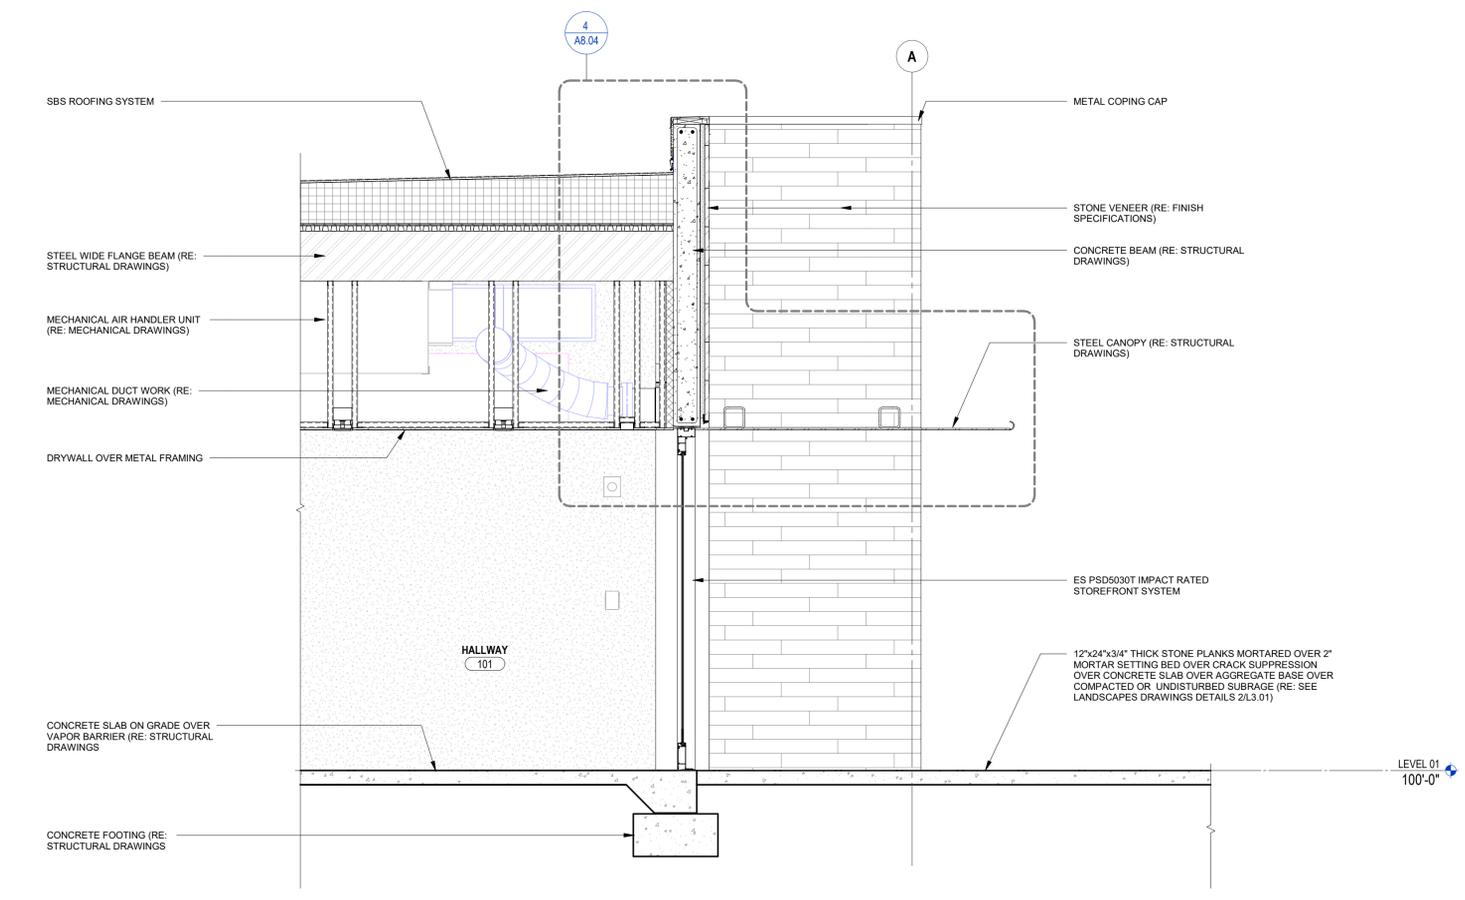 4
A8.04
A
SBS ROOFING SYSTEM
METAL COPING CAP
STONE VENEER (RE: FINISH
SPECIFICATIONS)
STEEL WIDE FLANGE BEAM (RE:
STRUCTURAL DRAWINGS)
CONCRETE BEAM (RE: STRUCTURAL
DRAWINGS)
MECHANICAL AIR HANDLER UNIT
(RE: MECHANICAL DRAWINGS)
STEEL CANOPY (RE: STRUCTURAL
DRAWINGS)
MECHANICAL DUCT WORK (RE:
MECHANICAL DRAWINGS)
DRYWALL OVER METAL FRAMING
ES PSD5030T IMPACT RATED
STOREFRONT SYSTEM
HALLWAY
101
12"x24"x3/4" THICK STONE PLANKS MORTARED OVER 2"
MORTAR SETTING BED OVER CRACK SUPPRESSION
OVER CONCRETE SLAB OVER AGGREGATE BASE OVER
COMPACTED OR UNDISTURBED SUBRAGE (RE: SEE
LANDSCAPES DRAWINGS DETAILS 2/L3.01)
CONCRETE SLAB ON GRADE OVER
VAPOR BARRIER (RE: STRUCTURAL
DRAWINGS
LEVEL 01
100'-0"
CONCRETE FOOTING (RE:
STRUCTURAL DRAWINGS